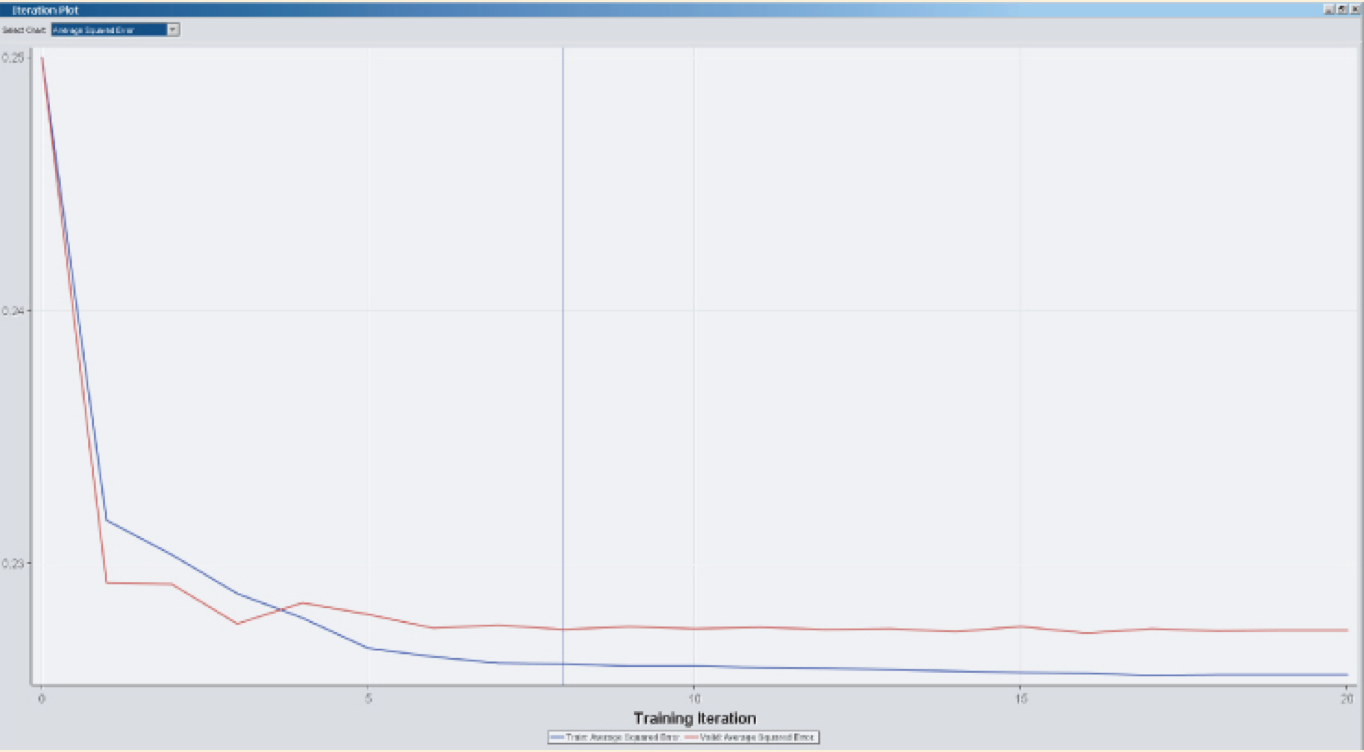 Iteration Plot
Select Chart: Average Squared Error
0.25
0.24
0.23
0
5
10
15
20
Training Iteration
Train: Average Squared Error Valid: Average Squared Error